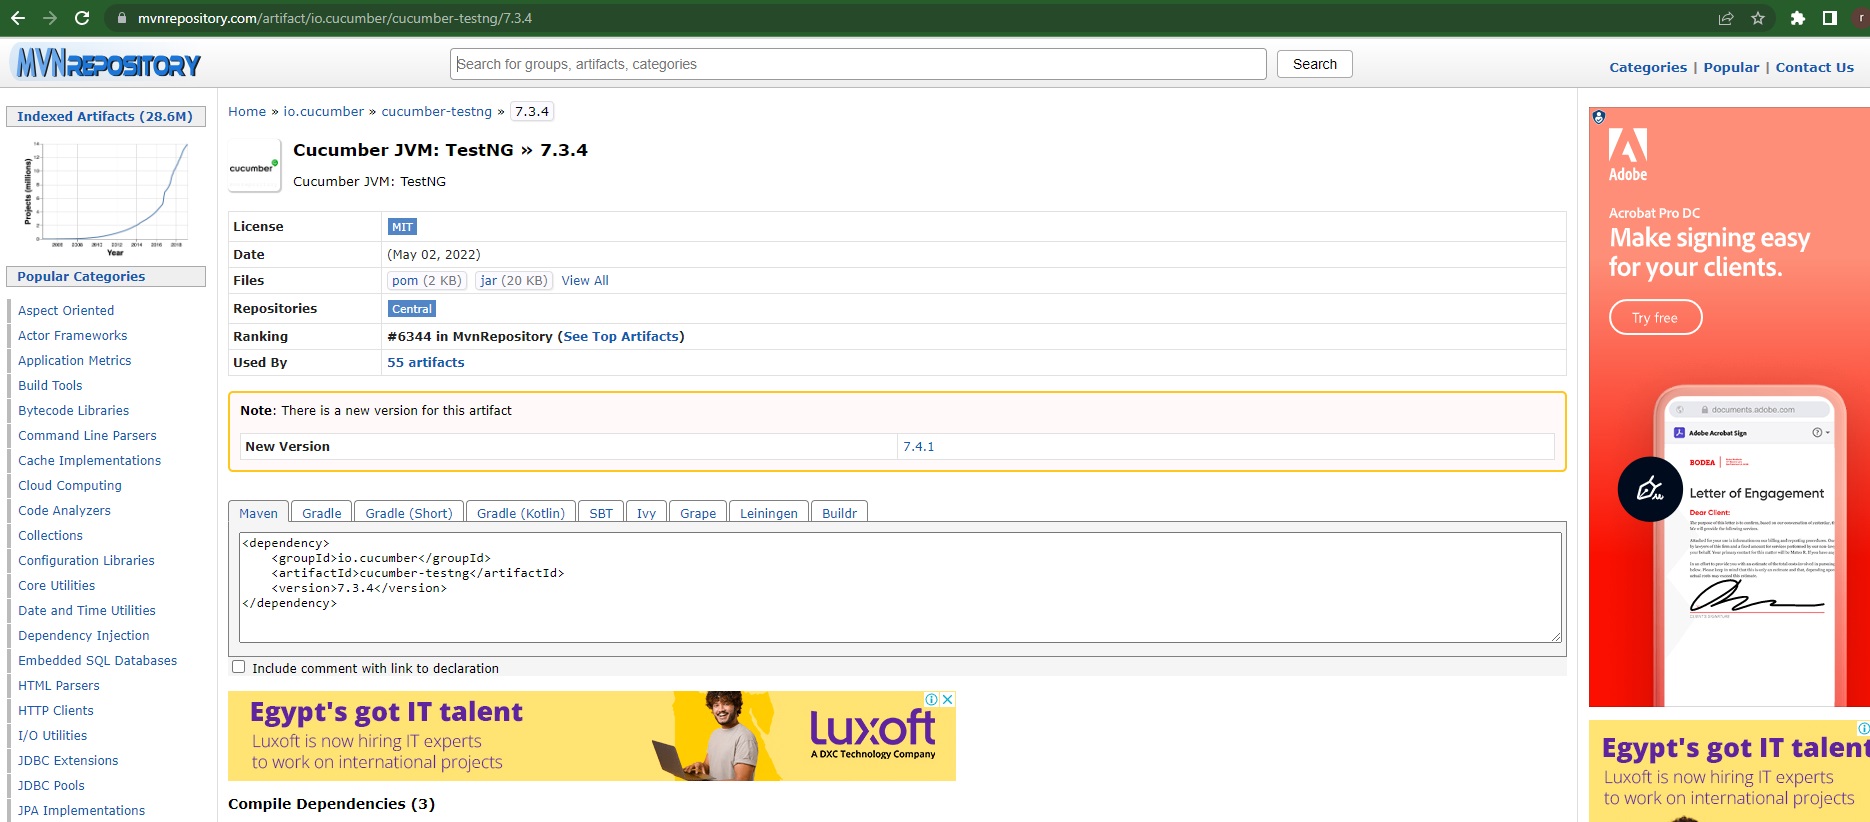 mvnrepository.com/artifact/io.cucumber/cucumber-testng/7.3.4
r
MVNREPOSITORY
Search for groups, artifacts, categories
Search
Categories | Popular | Contact Us
Indexed Artifacts (28.6M)
Projects (millions)
Year
Popular Categories
Aspect Oriented
Actor Frameworks
Application Metrics
Build Tools
Bytecode Libraries
Command Line Parsers
Cache Implementations
Cloud Computing
Code Analyzers
Collections
Configuration Libraries
Core Utilities
Date and Time Utilities
Dependency Injection
Embedded SQL Databases
HTML Parsers
HTTP Clients
I/O Utilities
JDBC Extensions
JDBC Pools
JPA Implementations
Home » io.cucumber » cucumber-testng » 7.3.4
cucumber
Cucumber JVM: TestNG » 7.3.4
Cucumber JVM: TestNG
License MIT
Date (May 02, 2022)
Files pom (2 KB) jar (20 KB) View All
Repositories Central
Ranking #6344 in MvnRepository (See Top Artifacts)
Used By 55 artifacts
Note: There is a new version for this artifact
New Version 7.4.1
Maven Gradle Gradle (Short) Gradle (Kotlin) SBT Ivy Grape Leiningen Buildr
<dependency>
    <groupId>io.cucumber</groupId>
    <artifactId>cucumber-testng</artifactId>
    <version>7.3.4</version>
</dependency>
Include comment with link to declaration
Egypt's got IT talent
Luxoft is now hiring IT experts
to work on international projects
Luxoft
A DXC Technology Company
Compile Dependencies (3)
Adobe
Acrobat Pro DC
Make signing easy
for your clients.
Try free
documents.adobe.com
Adobe Acrobat Sign
BODEA
Letter of Engagement
Dear Client:
Egypt's got IT talent
Luxoft is now hiring IT experts
to work on international projects